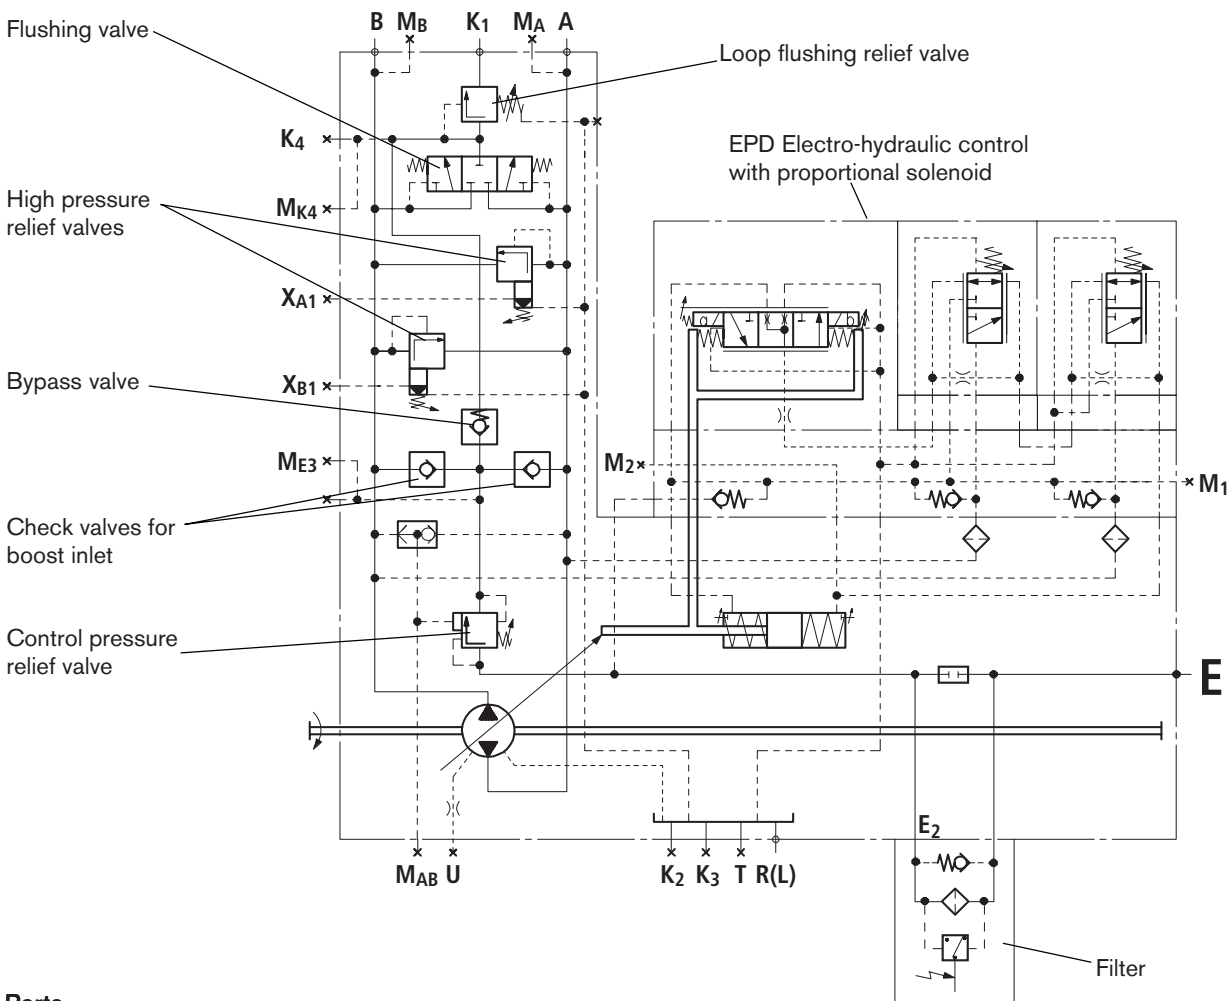 B MB K1 MA A
Flushing valve
Loop flushing relief valve
K4
EPD Electro-hydraulic control
with proportional solenoid
High pressure
relief valves
MK4
XA1
Bypass valve
XB1
ME3
M2
M1
Check valves for
boost inlet
Control pressure
relief valve
E
E2
MAB U K2 K3 T R(L)
Filter
Ports